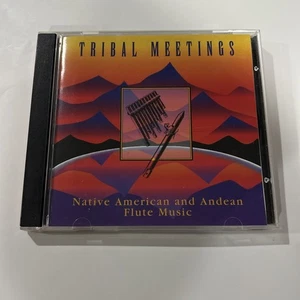 TRIBAL MEETINGS
Native American and Andean
Flute Music